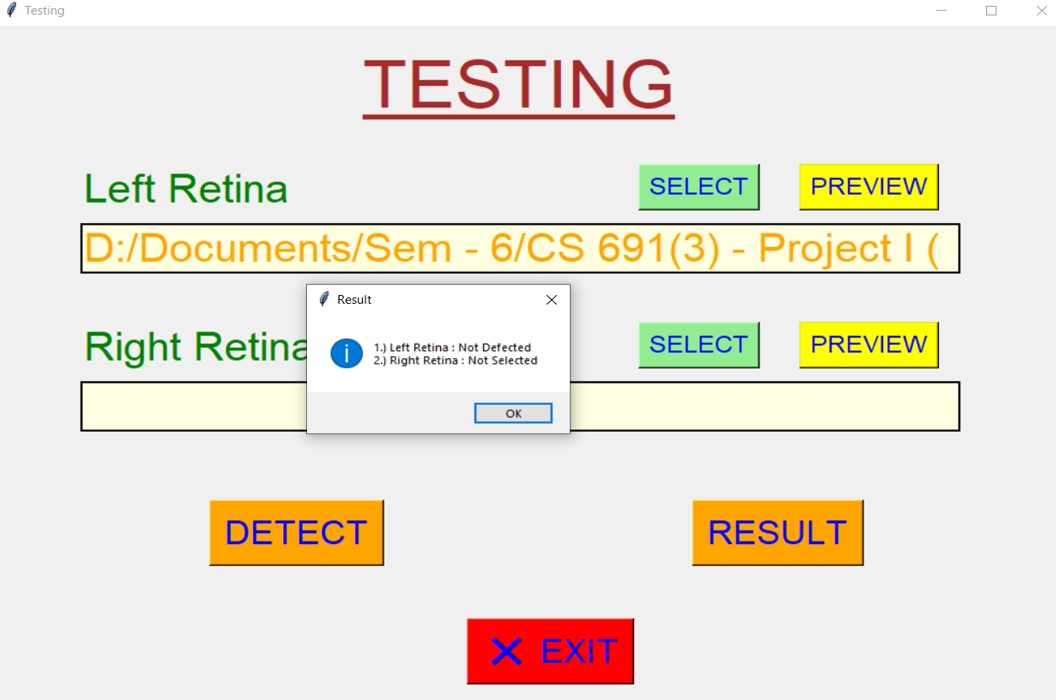 Testing
TESTING
Left Retina
SELECT
PREVIEW
D:/Documents/Sem - 6/CS 691(3) - Project I (
Result
1.) Left Retina : Not Defected
2.) Right Retina : Not Selected
OK
Right Retina
SELECT
PREVIEW
DETECT
RESULT
EXIT